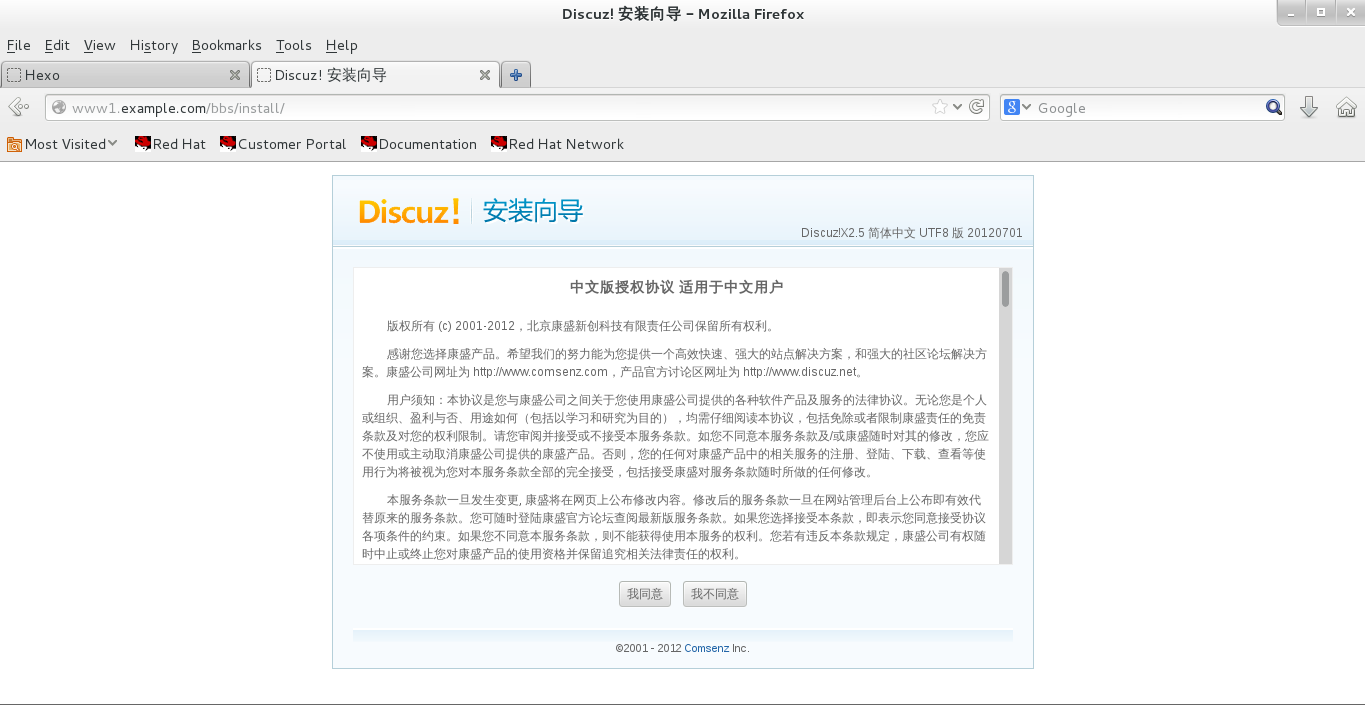 Discuz! 安装向导 - Mozilla Firefox
File Edit View History Bookmarks Tools Help
Hexo
Discuz! 安装向导
www1.example.com/bbs/install/
Google
Most Visited Red Hat Customer Portal Documentation Red Hat Network
Discuz! 安装向导
Discuz!X2.5 简体中文 UTF8 版 20120701
中文版授权协议 适用于中文用户
版权所有 (c) 2001-2012，北京康盛新创科技有限责任公司保留所有权利。
感谢您选择康盛产品。希望我们的努力能为您提供一个高效快速、强大的站点解决方案，和强大的社区论坛解决方
案。康盛公司网址为 http://www.comsenz.com，产品官方讨论区网址为 http://www.discuz.net。
用户须知：本协议是您与康盛公司之间关于您使用康盛公司提供的各种软件产品及服务的法律协议。无论您是个人
或组织、盈利与否、用途如何（包括以学习和研究为目的），均需仔细阅读本协议，包括免除或者限制康盛责任的免责
条款及对您的权利限制。请您审阅并接受或不接受本服务条款。如您不同意本服务条款及/或康盛随时对其的修改，您应
不使用或主动取消康盛公司提供的康盛产品。否则，您的任何对康盛产品中的相关服务的注册、登陆、下载、查看等使
用行为将被视为您对本服务条款全部的完全接受，包括接受康盛对服务条款随时所做的任何修改。
本服务条款一旦发生变更, 康盛将在网页上公布修改内容。修改后的服务条款一旦在网站管理后台上公布即有效代
替原来的服务条款。您可随时登陆康盛官方论坛查阅最新版服务条款。如果您选择接受本条款，即表示您同意接受协议
各项条件的约束。如果您不同意本服务条款，则不能获得使用本服务的权利。您若有违反本条款规定，康盛公司有权随
时中止或终止您对康盛产品的使用资格并保留追究相关法律责任的权利。
我同意 我不同意
©2001 - 2012 Comsenz Inc.